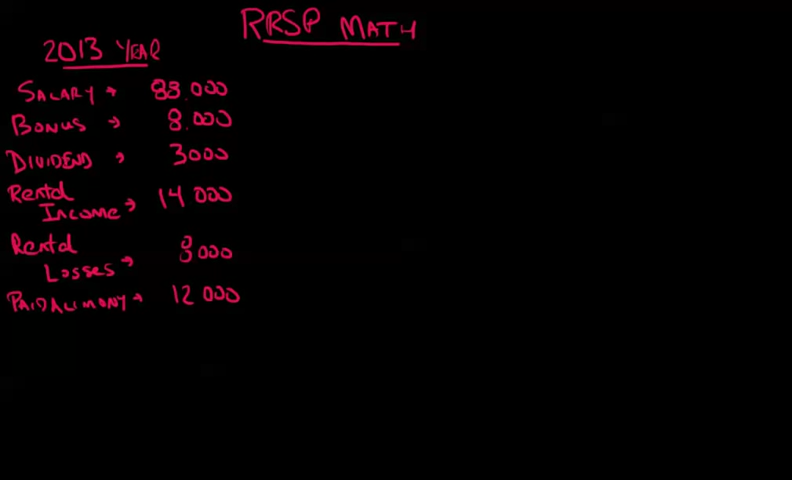 RRSP MATH
2013 YEAR
SALARY → 88.000
BONUS → 8.000
DIVIDEND → 3000
Rental
INCOME → 14 000
Rental
LOSSES → 8000
PAID ALIMONY → 12 000